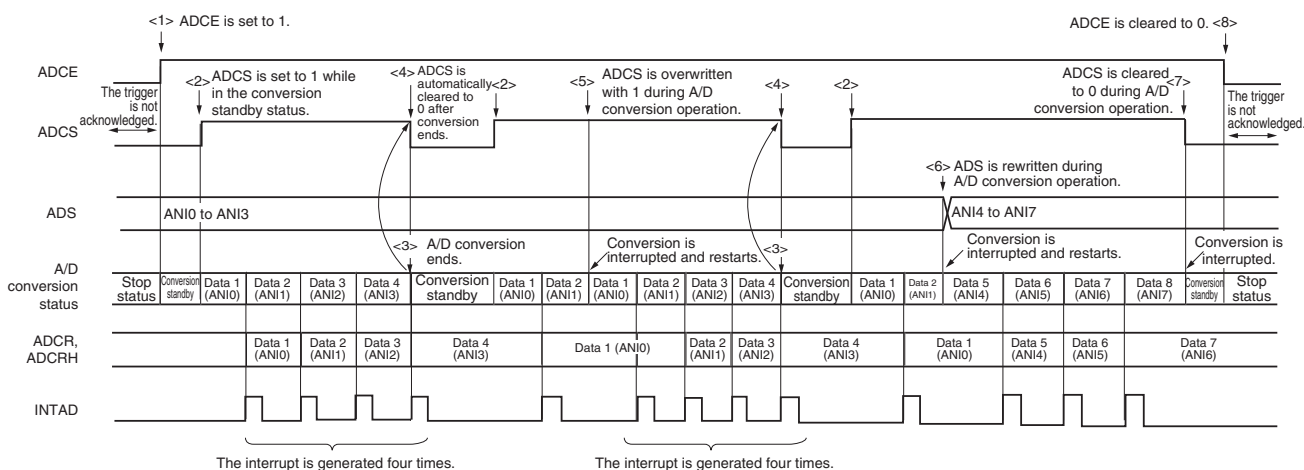 <1> ADCE is set to 1.
ADCE is cleared to 0. <8>
ADCE
The trigger
is not
acknowledged.
<2> ADCS is set to 1 while
in the conversion
standby status.
<4> ADCS is
automatically
cleared to
0 after
conversion
ends.
<2>
<5> ADCS is overwritten
with 1 during A/D
conversion operation.
<4>
<2>
ADCS is cleared
to 0 during A/D
conversion operation.
<7>
The trigger
is not
acknowledged.
ADCS
<6> ADS is rewritten during
A/D conversion operation.
ADS
ANI0 to ANI3
ANI4 to ANI7
<3> A/D conversion
ends.
Conversion is
interrupted and restarts.
<3>
Conversion is
interrupted and restarts.
Conversion is
interrupted.
A/D
conversion
status
Stop
status
Conversion
standby
Data 1
(ANI0)
Data 2
(ANI1)
Data 3
(ANI2)
Data 4
(ANI3)
Conversion
standby
Data 1
(ANI0)
Data 2
(ANI1)
Data 1
(ANI0)
Data 2
(ANI1)
Data 3
(ANI2)
Data 4
(ANI3)
Conversion
standby
Data 1
(ANI0)
Data 2
(ANI1)
Data 5
(ANI4)
Data 6
(ANI5)
Data 7
(ANI6)
Data 8
(ANI7)
Conversion
standby
Stop
status
ADCR,
ADCRH
Data 1
(ANI0)
Data 2
(ANI1)
Data 3
(ANI2)
Data 4
(ANI3)
Data 1 (ANI0)
Data 2
(ANI1)
Data 3
(ANI2)
Data 4
(ANI3)
Data 1
(ANI0)
Data 5
(ANI4)
Data 6
(ANI5)
Data 7
(ANI6)
INTAD
The interrupt is generated four times.
The interrupt is generated four times.